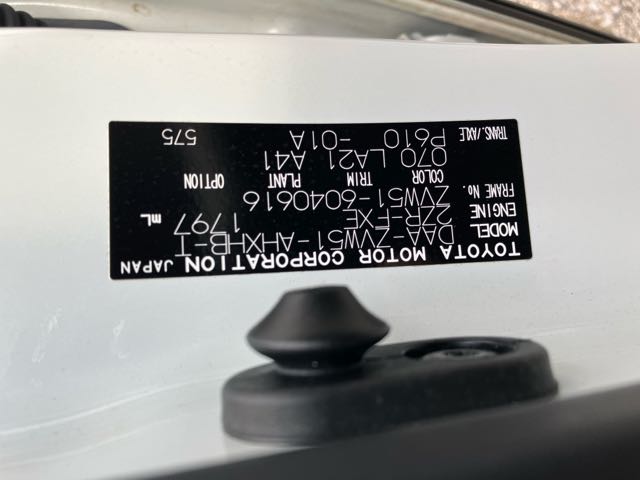 TOYOTA MOTOR CORPORATION JAPAN
MODEL DAA-ZVW51-AHXHB-T
ENGINE 2ZR-FXE 1797 mL
FRAME No. ZVW51-6040616
COLOR TRIM PLANT OPTION
070 LA21 A41
TRANS./AXLE P610 -01A 575